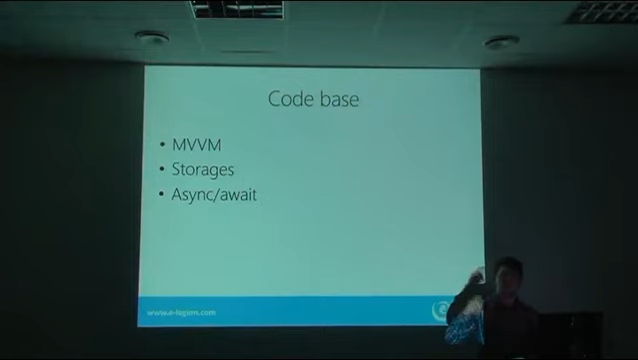 Code base
• MVVM
• Storages
• Async/await
www.e-legion.com